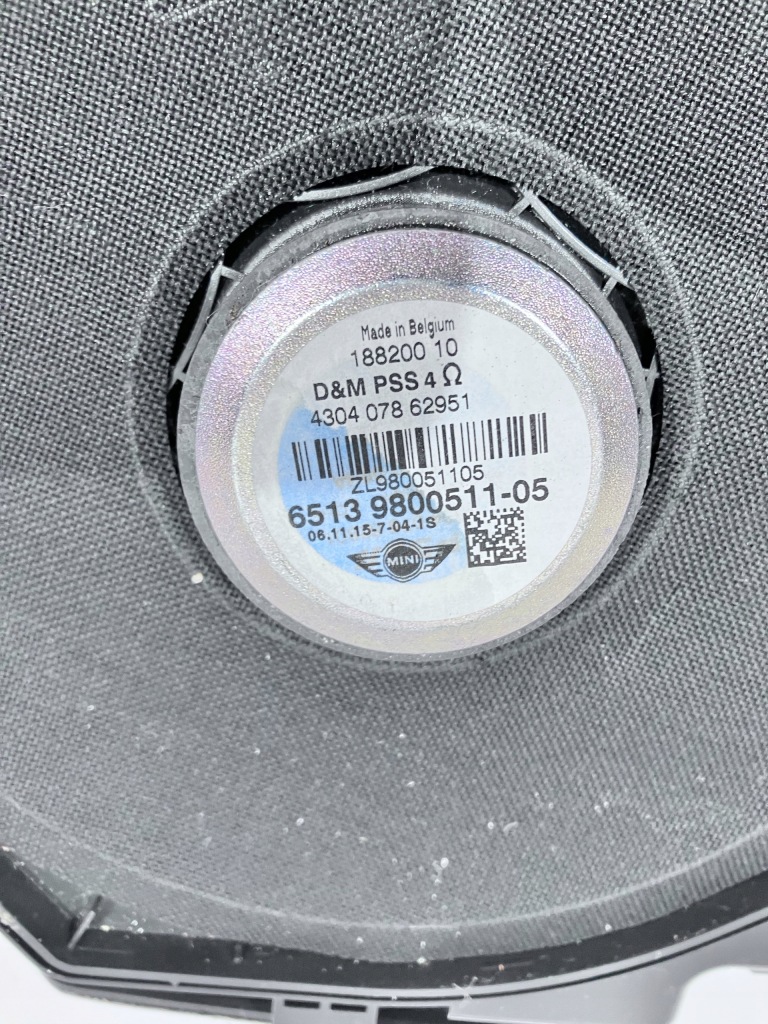 Made in Belgium
188200 10
D&M PSS 4 Ω
4304 078 62951
ZL980051105
6513 9800511-05
06.11.15-7-04-1S
MINI